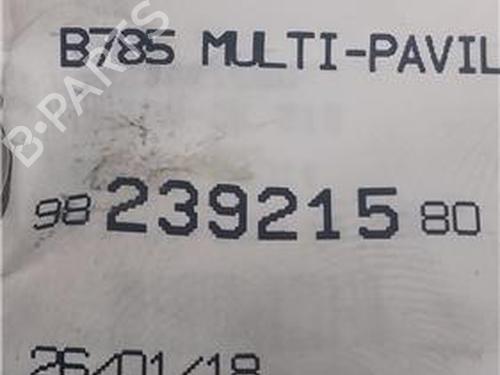 B785 MULTI-PAVIL
98 239215 80
26/01/18
B-PARTS